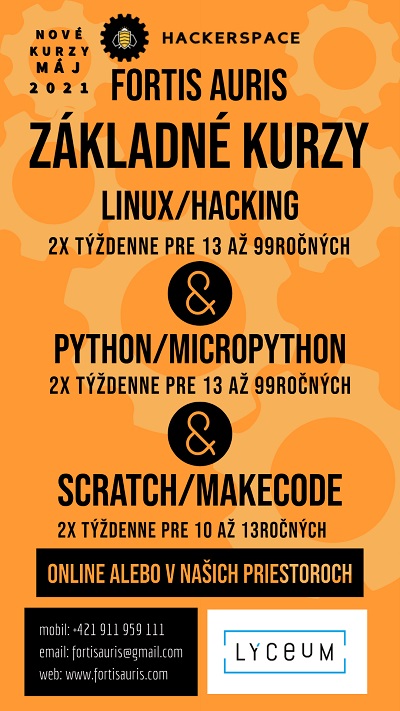 NOVÉ
KURZY
MÁJ
2021
HACKERSPACE
FORTIS AURIS
ZÁKLADNÉ KURZY
LINUX/HACKING
2X TÝŽDENNE PRE 13 AŽ 99ROČNÝCH
&
PYTHON/MICROPYTHON
2X TÝŽDENNE PRE 13 AŽ 99ROČNÝCH
&
SCRATCH/MAKECODE
2X TÝŽDENNE PRE 10 AŽ 13ROČNÝCH
ONLINE ALEBO V NAŠICH PRIESTOROCH
mobil: +421 911 959 111
email: fortisauris@gmail.com
web: www.fortisauris.com
LYCEUM